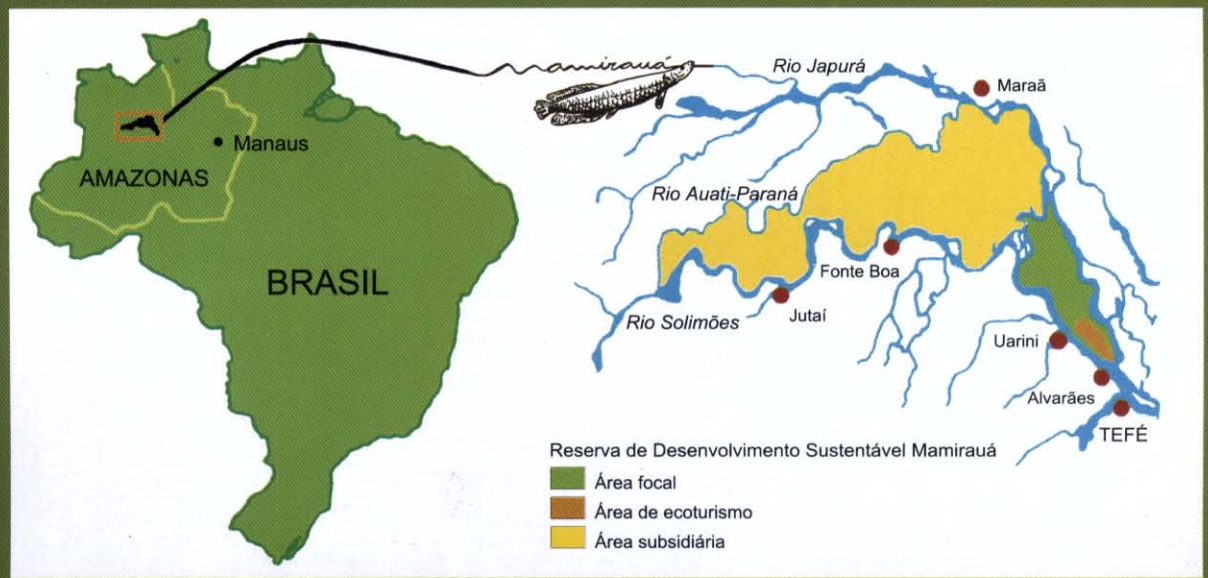 AMAZONAS
Manaus
BRASIL
Mamirauá
Rio Japurá
Maraã
Rio Auati-Paraná
Fonte Boa
Jutaí
Rio Solimões
Uarini
Alvarães
TEFÉ
Reserva de Desenvolvimento Sustentável Mamirauá
Área focal
Área de ecoturismo
Área subsidiária